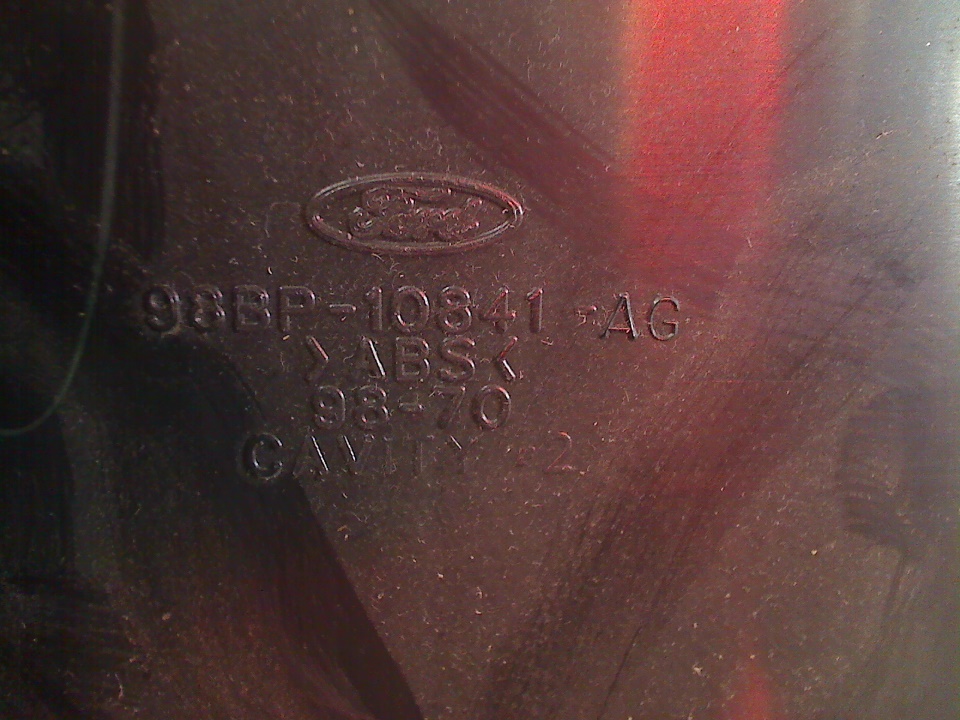 Ford
98BP-10841-AG
>ABS<
98-70
CAVITY-2